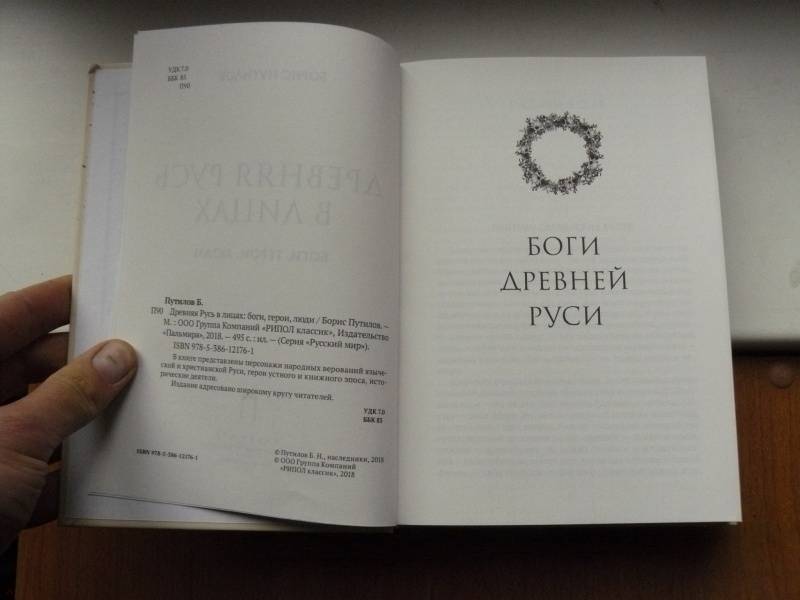 УДК 7.0
ББК 85
П90
Путилов Б.
П90 Древняя Русь в лицах: боги, герои, люди / Борис Путилов. –
М. : ООО Группа Компаний «РИПОЛ классик», Издательство
«Пальмира», 2018. – 495 с. : ил. – (Серия «Русский мир»).
ISBN 978-5-386-12176-1
В книге представлены персонажи народных верований языче-
ской и христианской Руси, герои устного и книжного эпоса, исто-
рические деятели.
Издание адресовано широкому кругу читателей.
УДК 7.0
ББК 85
ISBN 978-5-386-12176-1
© Путилов Б. Н., наследники, 2018
© ООО Группа Компаний
«РИПОЛ классик», 2018
БОГИ
ДРЕВНЕЙ
РУСИ